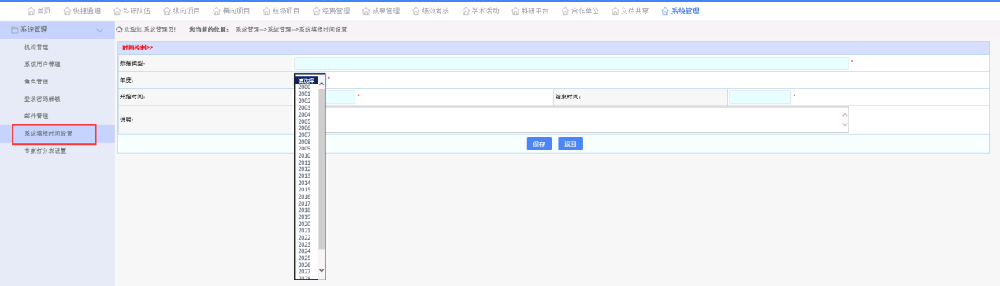 首页 快捷通道 科研队伍 纵向项目 横向项目 校级项目 经费管理 成果管理 绩效考核 学术活动 科研平台 合作单位 文档共享 系统管理
系统管理
欢迎您,系统管理员! 您当前的位置: 系统管理-->系统管理-->系统填报时间设置
机构管理
系统用户管理
角色管理
登录密码解锁
邮件管理
系统填报时间设置
专家打分表设置
时间控制>>
数据类型: *
年度: *
开始时间: * 结束时间: *
说明:
请选择
2000
2001
2002
2003
2004
2005
2006
2007
2008
2009
2010
2011
2012
2013
2014
2015
2016
2017
2018
2019
2020
2021
2022
2023
2024
2025
2026
2027
2028
保存 返回